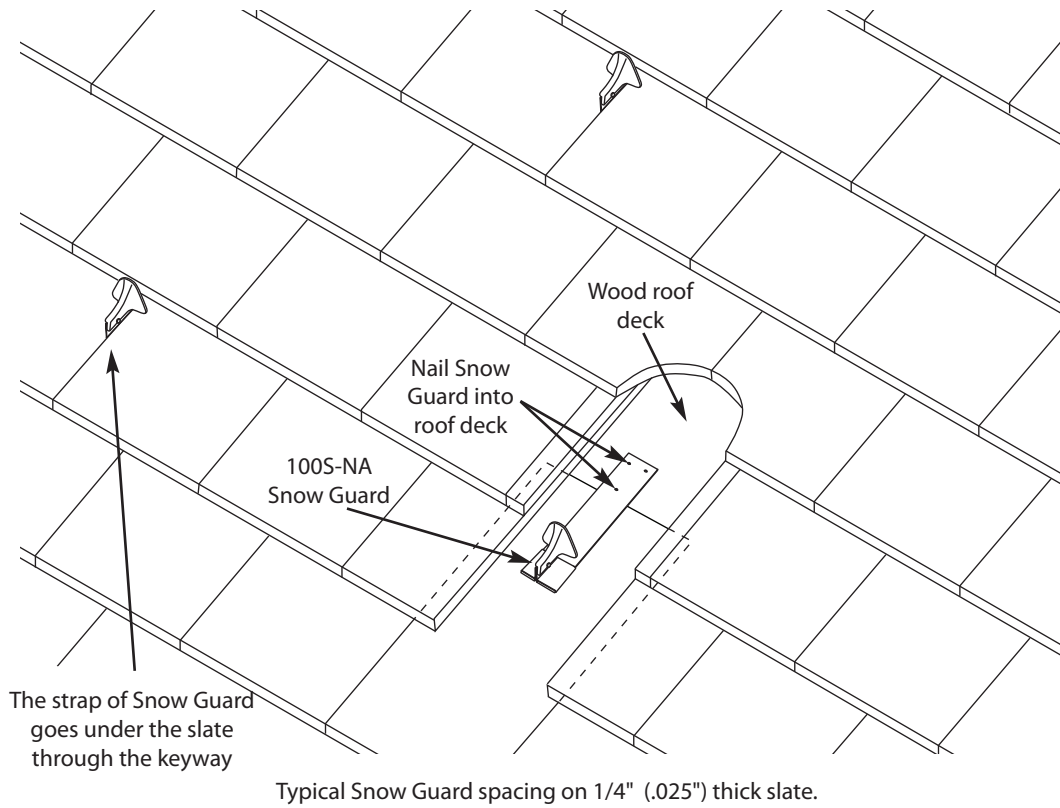 Wood roof
deck
Nail Snow
Guard into
roof deck
100S-NA
Snow Guard
The strap of Snow Guard
goes under the slate
through the keyway
Typical Snow Guard spacing on 1/4" (.025") thick slate.